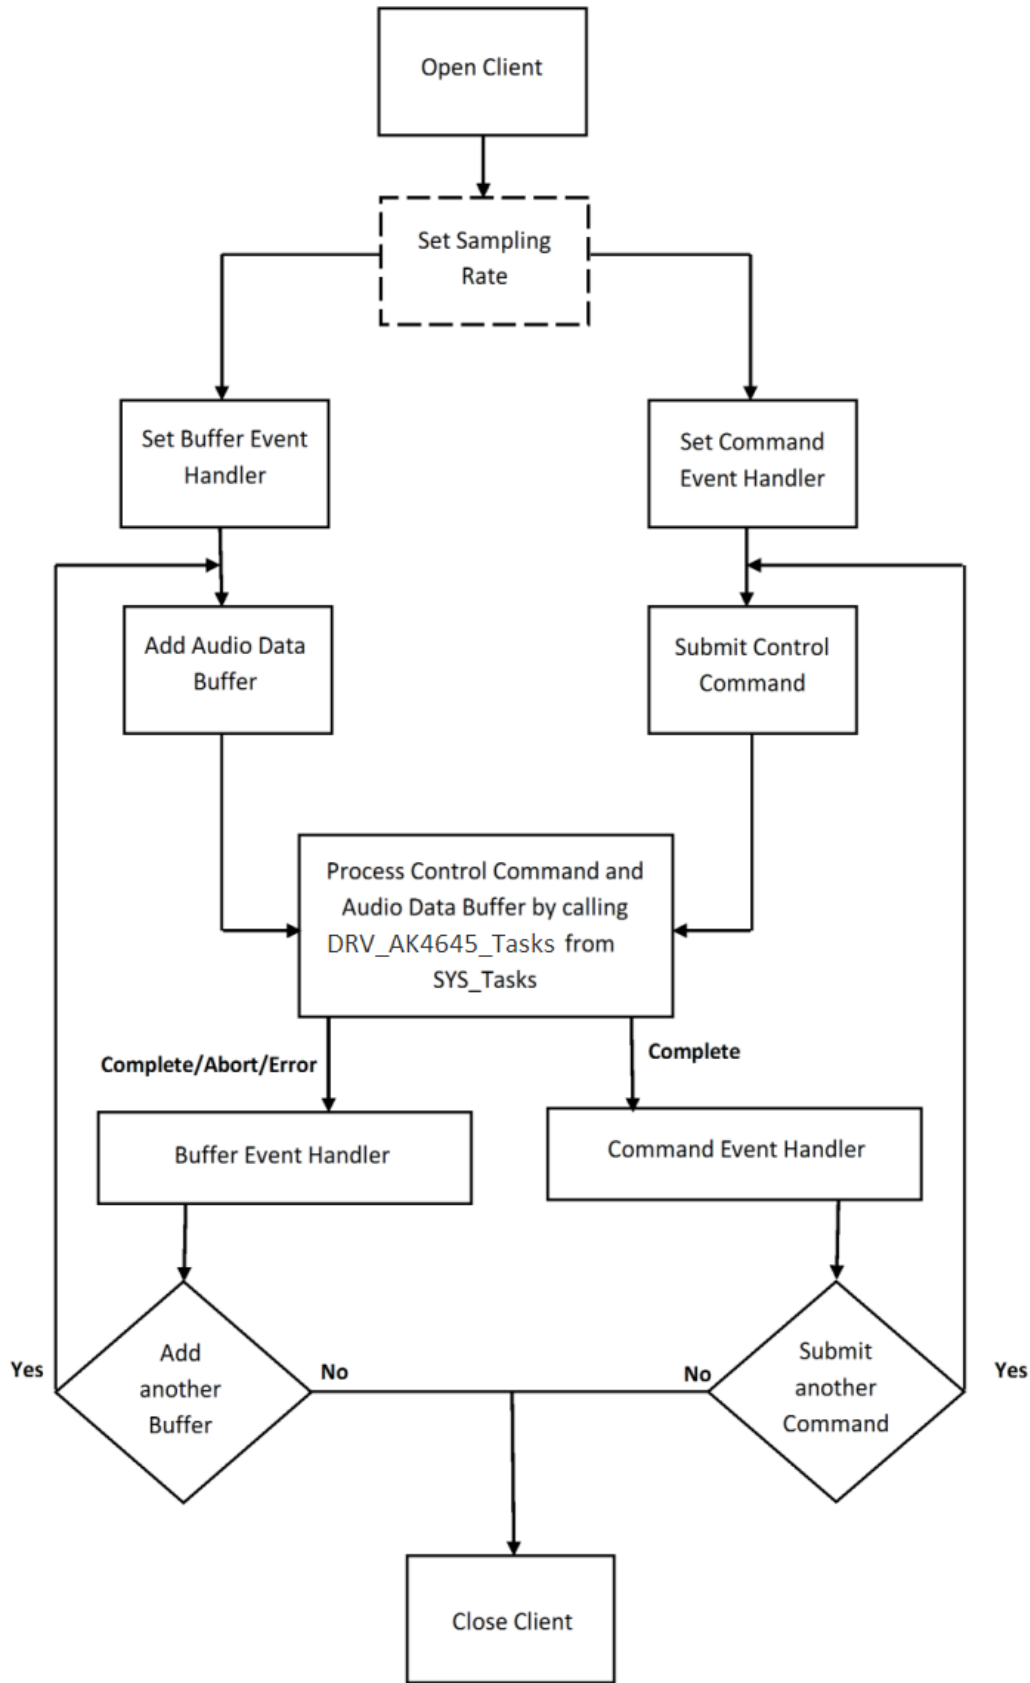 Open Client
Set Sampling
Rate
Set Buffer Event
Handler
Set Command
Event Handler
Add Audio Data
Buffer
Submit Control
Command
Process Control Command and
Audio Data Buffer by calling
DRV_AK4645_Tasks from
SYS_Tasks
Complete/Abort/Error
Complete
Buffer Event Handler
Command Event Handler
Yes
Add
another
Buffer
No
No
Submit
another
Command
Yes
Close Client